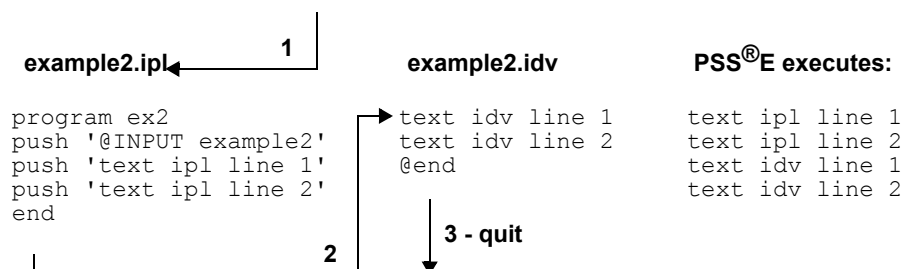 1
example2.ipl
program ex2
push '@INPUT example2'
push 'text ipl line 1'
push 'text ipl line 2'
end
2
example2.idv
text idv line 1
text idv line 2
@end
3 - quit
PSS®E executes:
text ipl line 1
text ipl line 2
text idv line 1
text idv line 2